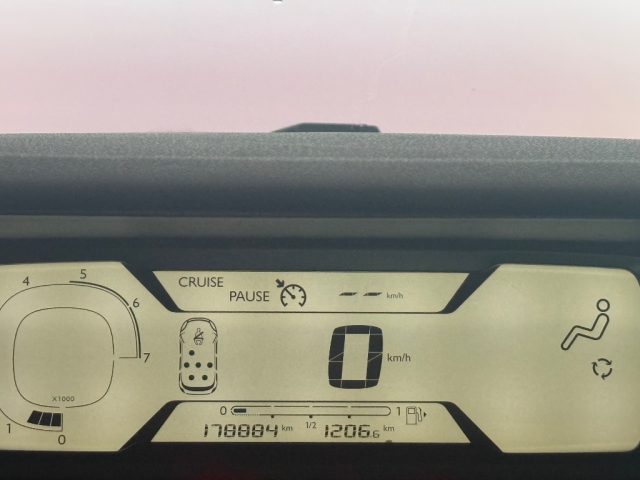 CRUISE
PAUSE -- km/h
4 5 6 7
X1000
1 0
0 km/h
0 1/2 1
178884 km 1206.6 km